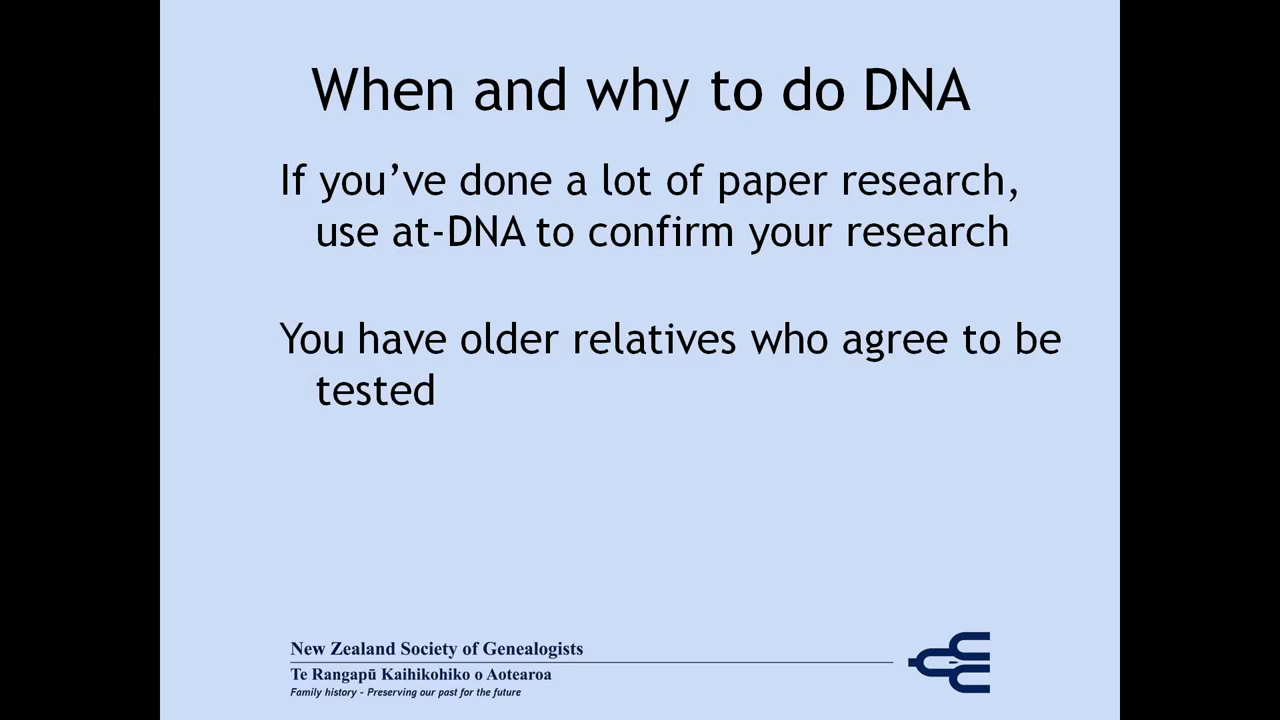 When and why to do DNA
If you’ve done a lot of paper research,
use at-DNA to confirm your research
You have older relatives who agree to be
tested
New Zealand Society of Genealogists
Te Rangapū Kaihikohiko o Aotearoa
Family history - Preserving our past for the future